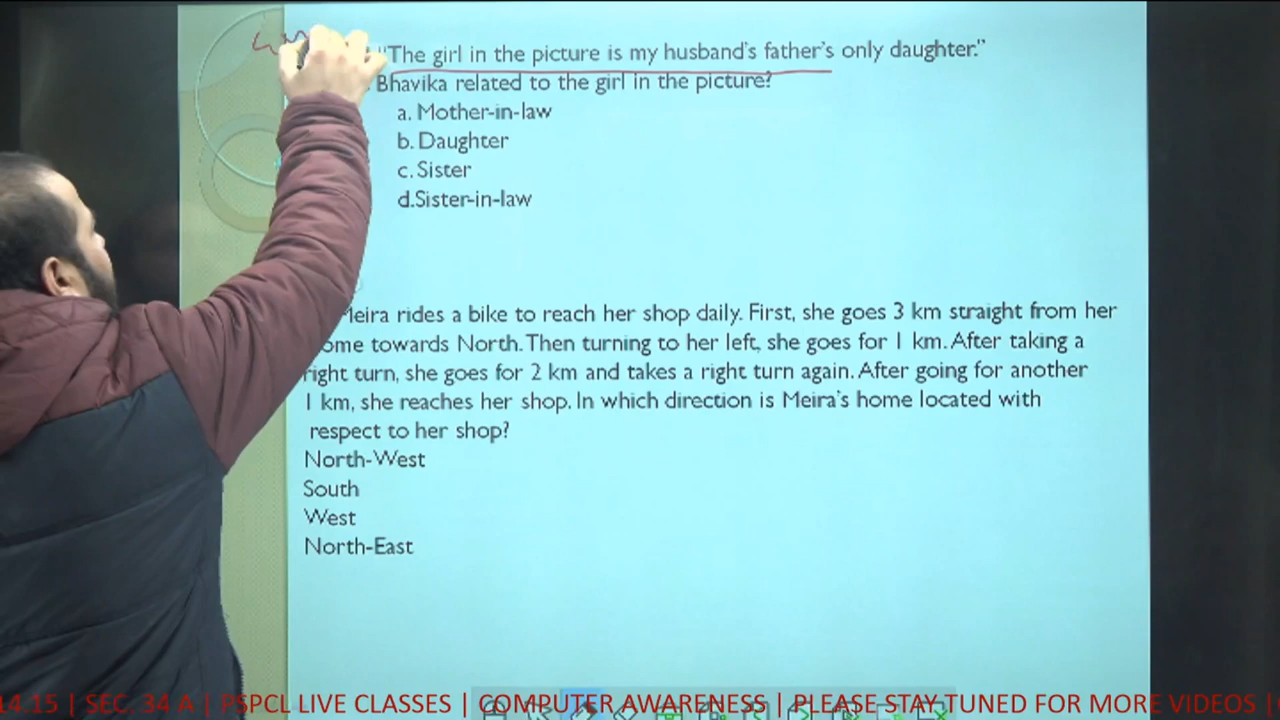 "The girl in the picture is my husband's father's only daughter."
Bhavika related to the girl in the picture?
a. Mother-in-law
b. Daughter
c. Sister
d.Sister-in-law
Meira rides a bike to reach her shop daily. First, she goes 3 km straight from her
ome towards North. Then turning to her left, she goes for 1 km. After taking a
right turn, she goes for 2 km and takes a right turn again. After going for another
1 km, she reaches her shop. In which direction is Meira's home located with
respect to her shop?
North-West
South
West
North-East
14.15 | SEC. 34 A | PSPCL LIVE CLASSES | COMPUTER AWARENESS | PLEASE STAY TUNED FOR MORE VIDEOS |